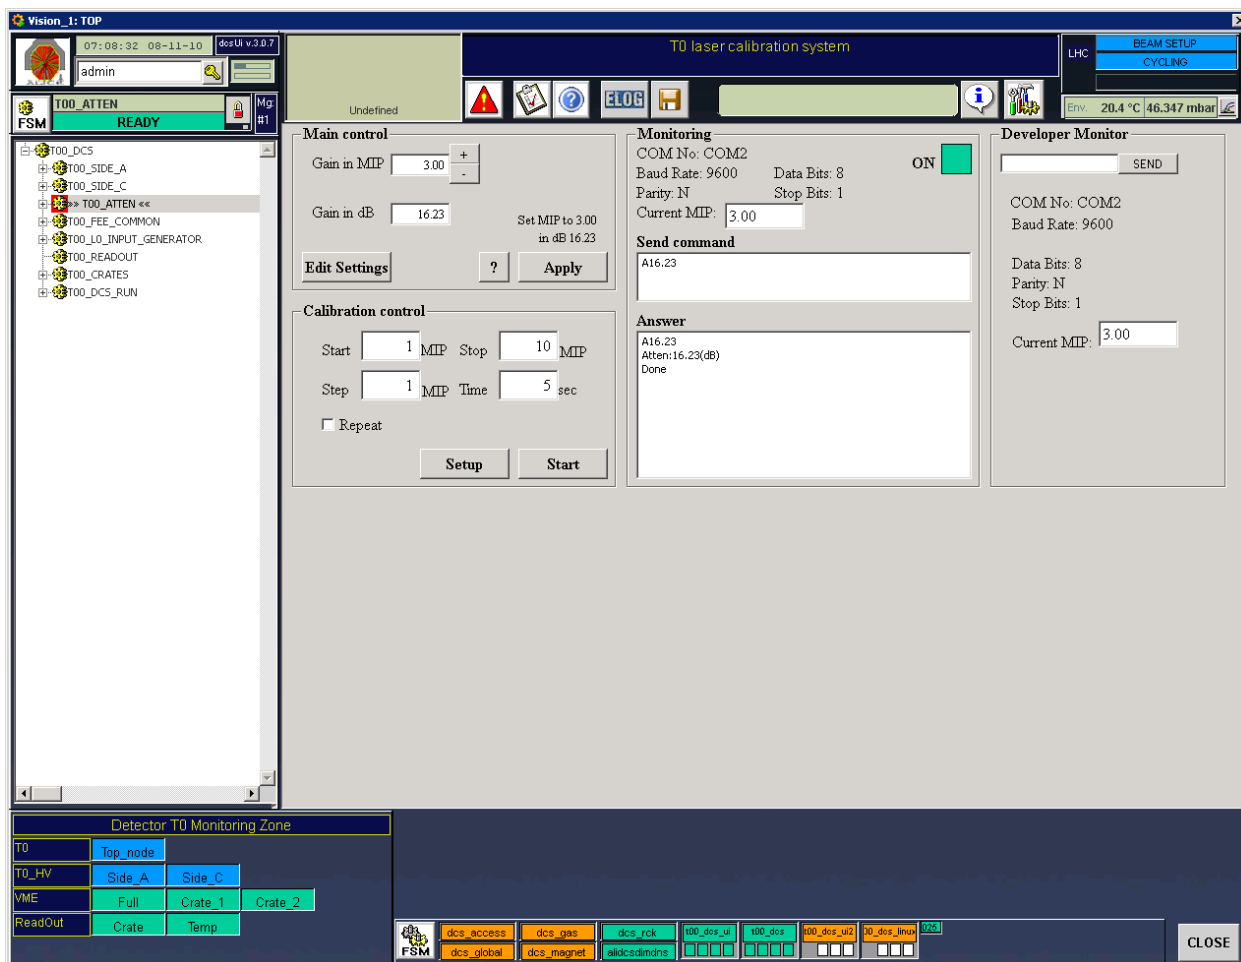 Vision_1: TOP
07:08:32 08-11-10
dcsUi v.3.0.7
admin
T00_ATTEN
READY
FSM
Mg:
#1
Undefined
T0 laser calibration system
ELOG
LHC
BEAM SETUP
CYCLING
Env. 20.4 °C 46.347 mbar
T00_DCS
T00_SIDE_A
T00_SIDE_C
»» T00_ATTEN ««
T00_FEE_COMMON
T00_L0_INPUT_GENERATOR
T00_READOUT
T00_CRATES
T00_DCS_RUN
Main control
Gain in MIP 3.00 + -
Gain in dB 16.23
Set MIP to 3.00
in dB 16.23
Edit Settings ? Apply
Calibration control
Start 1 MIP Stop 10 MIP
Step 1 MIP Time 5 sec
Repeat
Setup Start
Monitoring
COM No: COM2
Baud Rate: 9600 Data Bits: 8
Parity: N Stop Bits: 1
ON
Current MIP: 3.00
Send command
A16.23
Answer
A16.23
Atten:16.23(dB)
Done
Developer Monitor
SEND
COM No: COM2
Baud Rate: 9600
Data Bits: 8
Parity: N
Stop Bits: 1
Current MIP: 3.00
Detector T0 Monitoring Zone
T0 Top_node
T0_HV Side_A Side_C
VME Full Crate_1 Crate_2
ReadOut Crate Temp
FSM
dcs_access dcs_gas dcs_rck t00_dcs_ui t00_dcs t00_dcs_ui2
dcs_global dcs_magnet alidcsdimdns
CLOSE